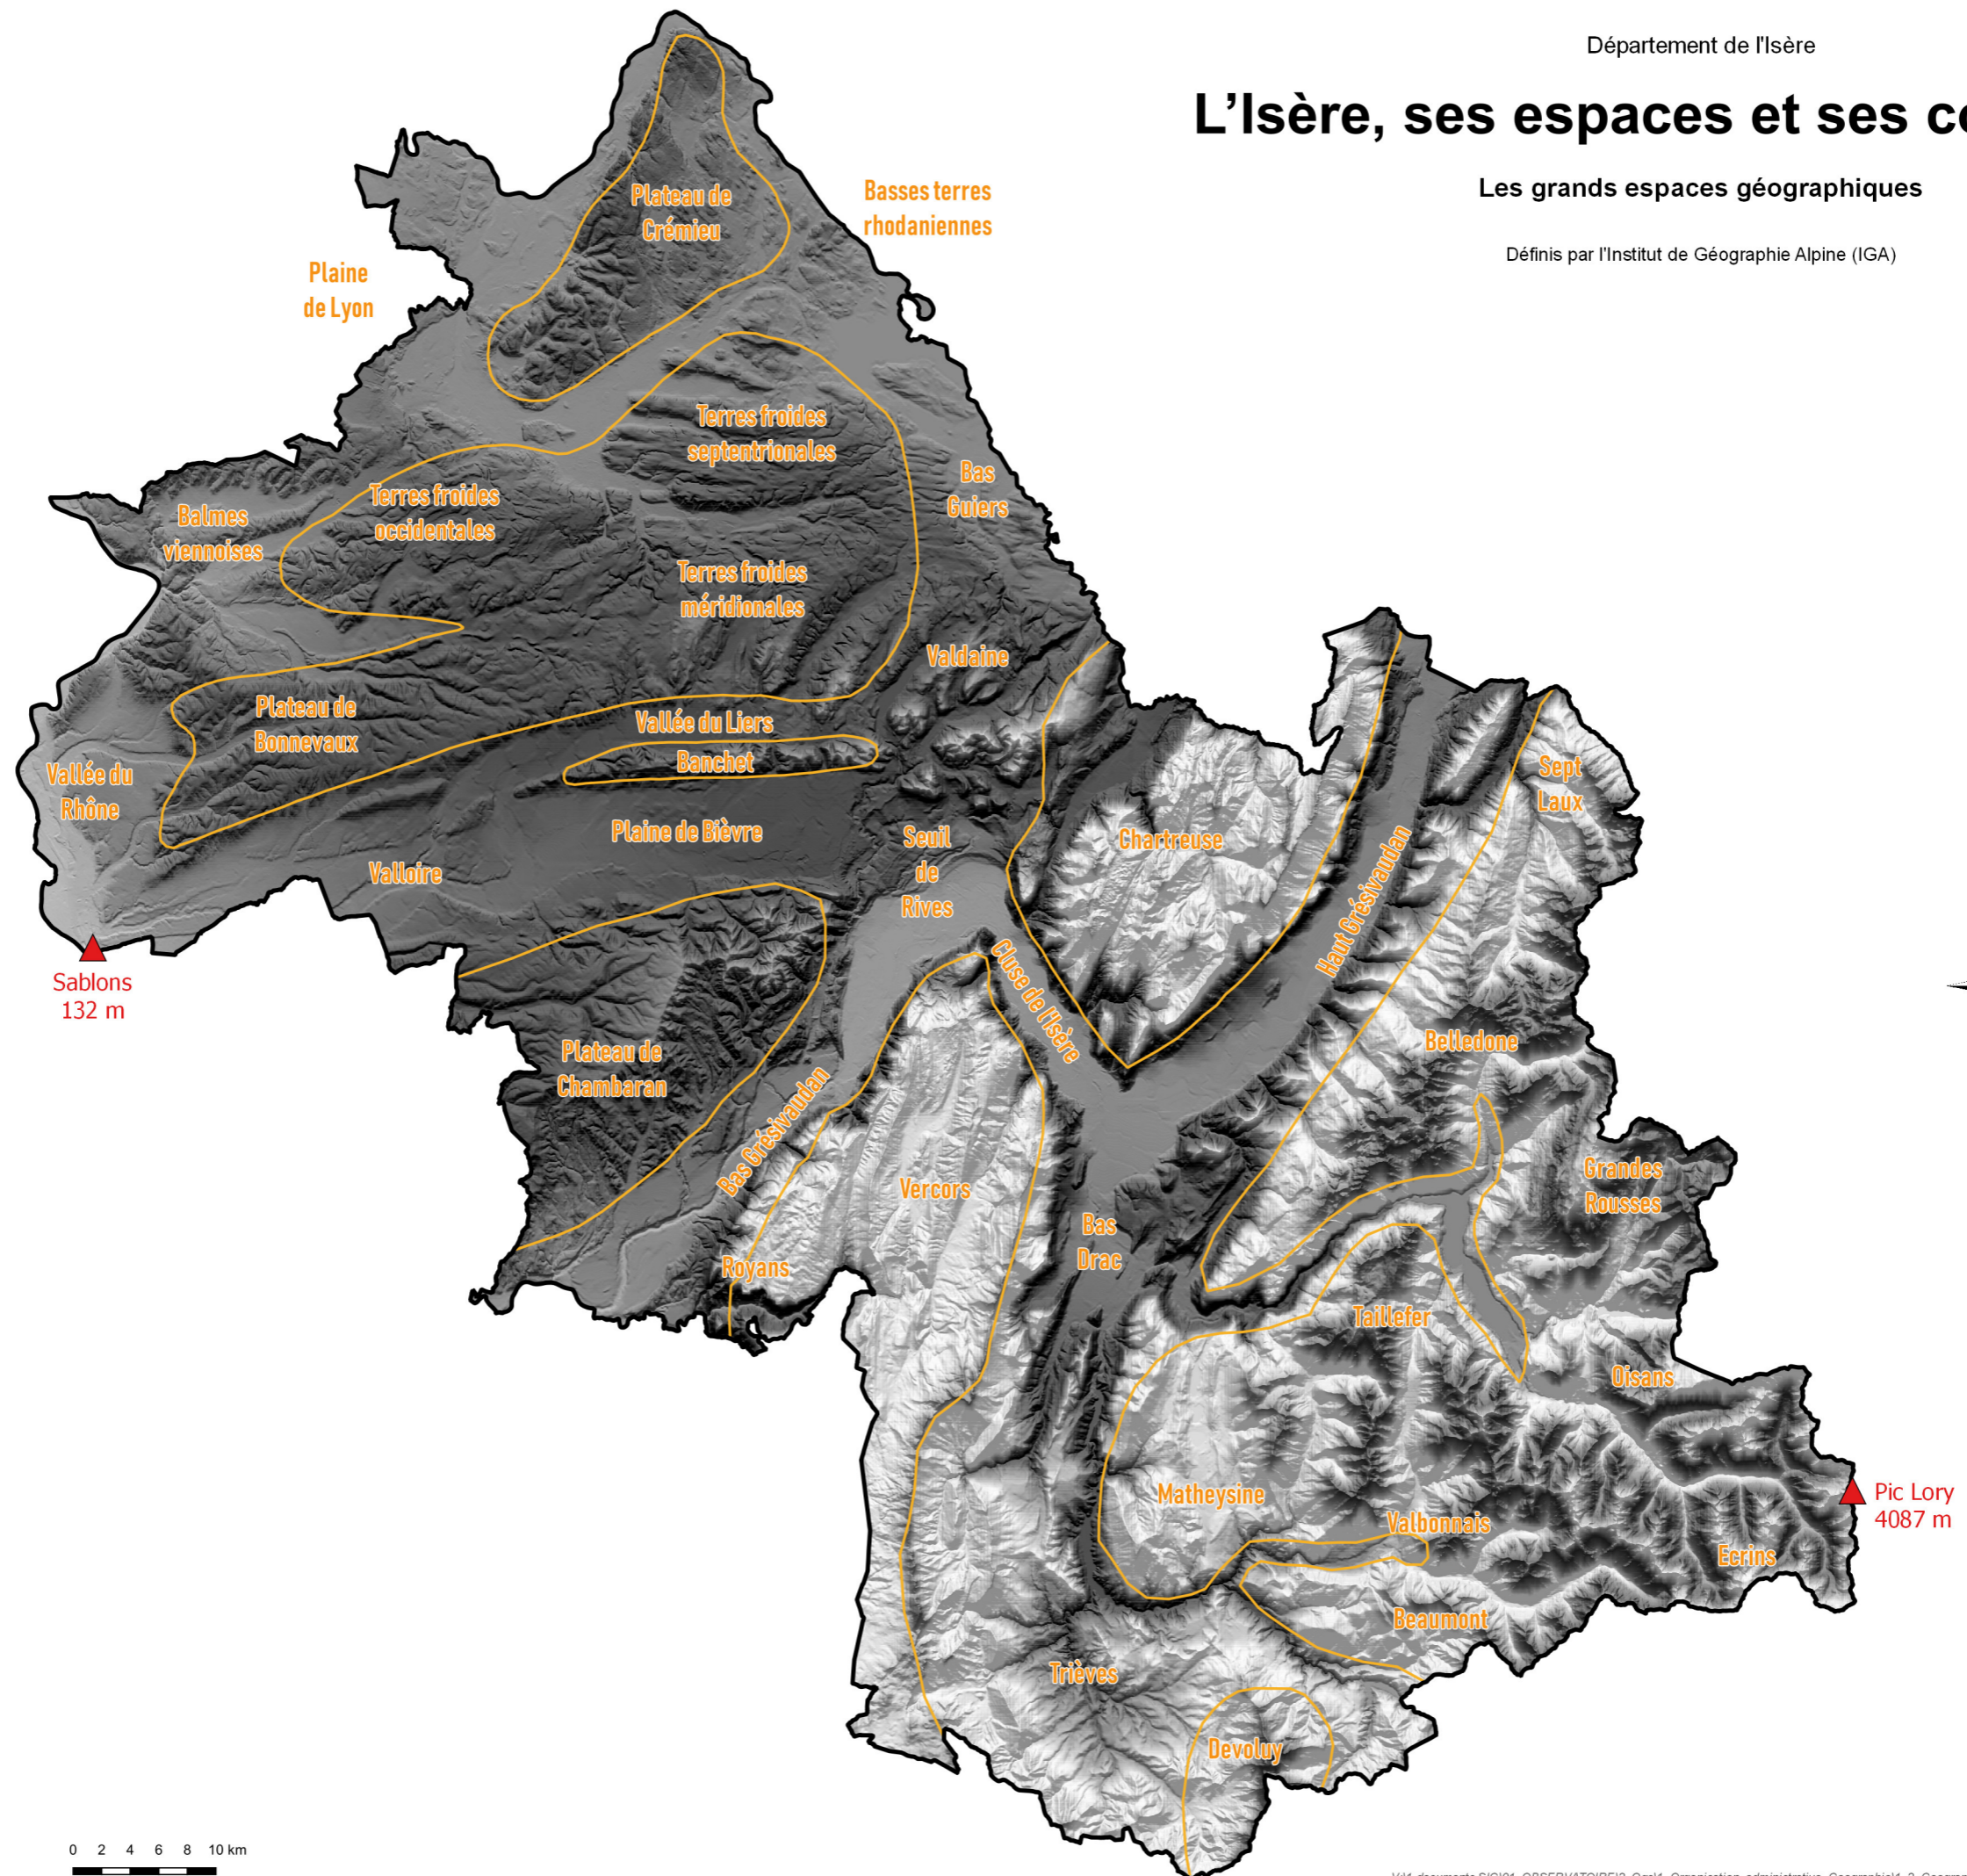 Département de l'Isère
L'Isère, ses espaces et ses
Les grands espaces géographiques
Définis par l'Institut de Géographie Alpine (IGA)
Plateau de
Crémieu
Basses terres
rhodaniennes
Plaine
de Lyon
Terres froides
septentrionales
Bas
Guiers
Terres froides
occidentales
Balmes
viennoises
Terres froides
méridionales
Valdaine
Plateau de
Bonnevaux
Vallée du Liers
Banchet
Vallée du
Rhône
Sept
Laux
Plaine de Bièvre
Seuil
de
Rives
Chartreuse
Haut Grésivaudan
Valloire
Cluse de l'Isère
Sablons
132 m
Plateau de
Chambaran
Belledone
Bas Grésivaudan
Vercors
Grandes
Rousses
Bas
Drac
Royans
Taillefer
Oisans
Matheysine
Valbonnais
Pic Lory
4087 m
Ecrins
Beaumont
Trièves
Devoluy
0 2 4 6 8 10 km